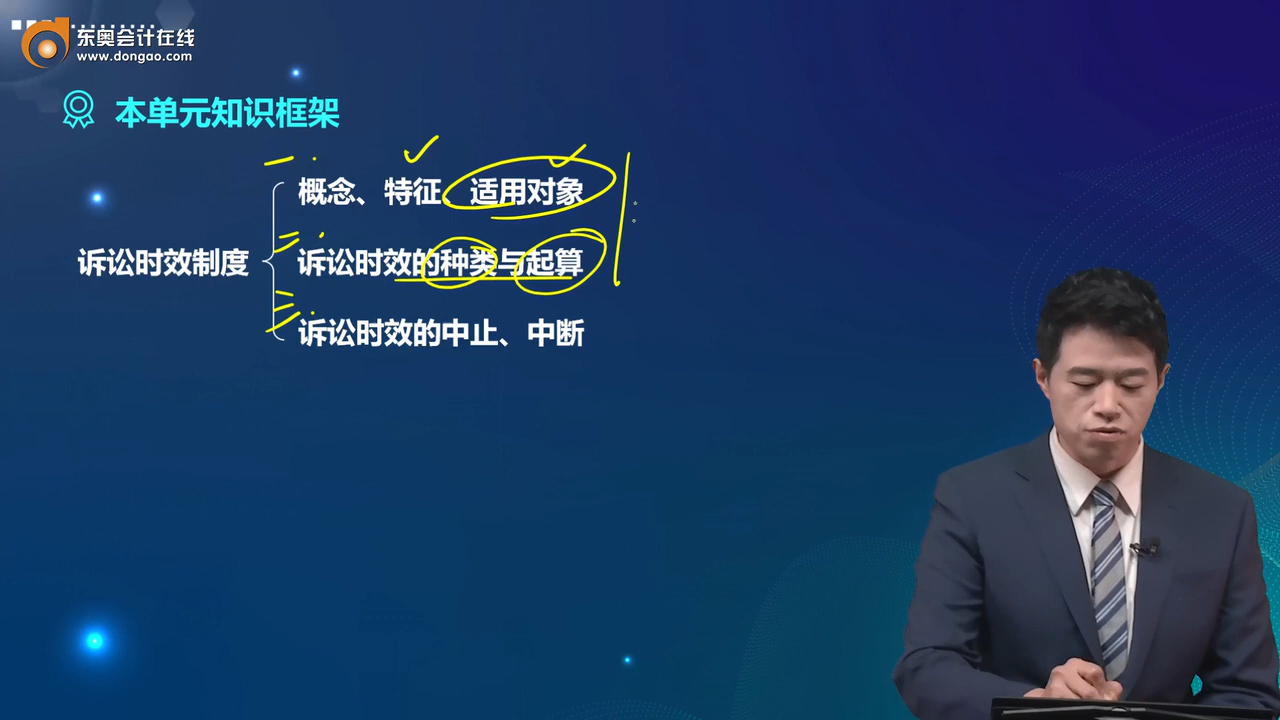 东奥会计在线
www.dongao.com
本单元知识框架
概念、特征、适用对象
诉讼时效制度
诉讼时效的种类与起算
诉讼时效的中止、中断